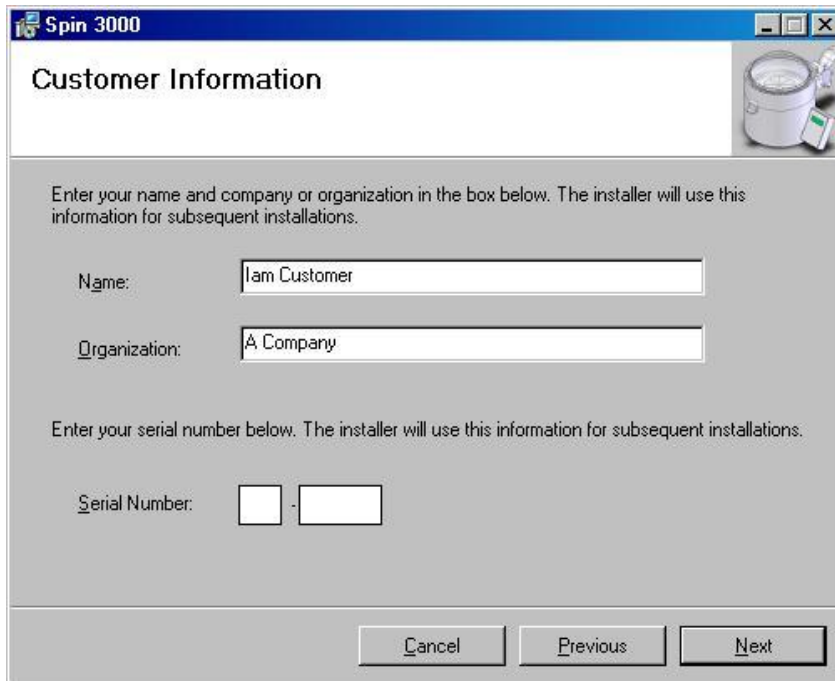 Spin 3000
Customer Information
Enter your name and company or organization in the box below. The installer will use this
information for subsequent installations.
Name: Iam Customer
Organization: A Company
Enter your serial number below. The installer will use this information for subsequent installations.
Serial Number: -
Cancel Previous Next